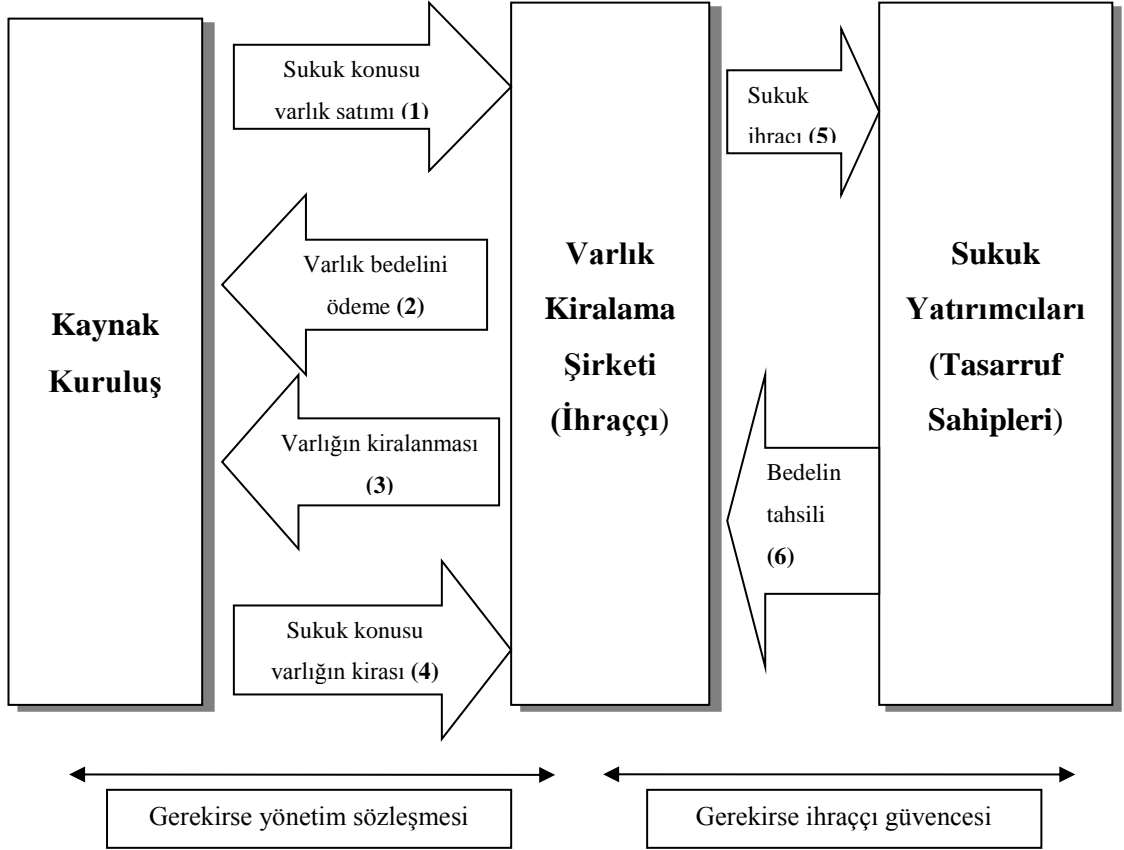 Kaynak
Kuruluş
Sukuk konusu
varlık satımı (1)
Varlık bedelini
ödeme (2)
Varlığın kiralanması
(3)
Sukuk konusu
varlığın kirası (4)
Varlık
Kiralama
Şirketi
(İhraççı)
Sukuk
ihracı (5)
Bedelin
tahsili
(6)
Sukuk
Yatırımcıları
(Tasarruf
Sahipleri)
Gerekirse yönetim sözleşmesi
Gerekirse ihraççı güvencesi